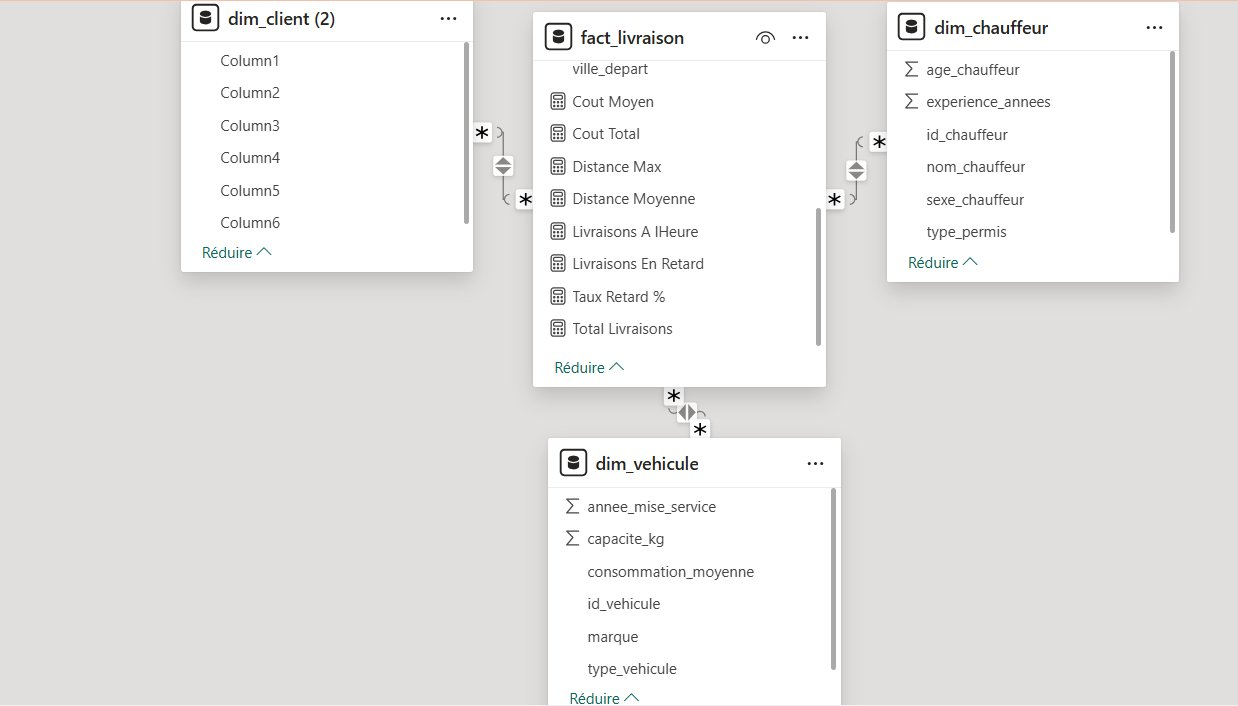 dim_client (2)
Column1
Column2
Column3
Column4
Column5
Column6
Réduire
fact_livraison
ville_depart
Cout Moyen
Cout Total
Distance Max
Distance Moyenne
Livraisons A lHeure
Livraisons En Retard
Taux Retard %
Total Livraisons
Réduire
dim_chauffeur
age_chauffeur
experience_annees
id_chauffeur
nom_chauffeur
sexe_chauffeur
type_permis
Réduire
dim_vehicule
annee_mise_service
capacite_kg
consommation_moyenne
id_vehicule
marque
type_vehicule
Réduire